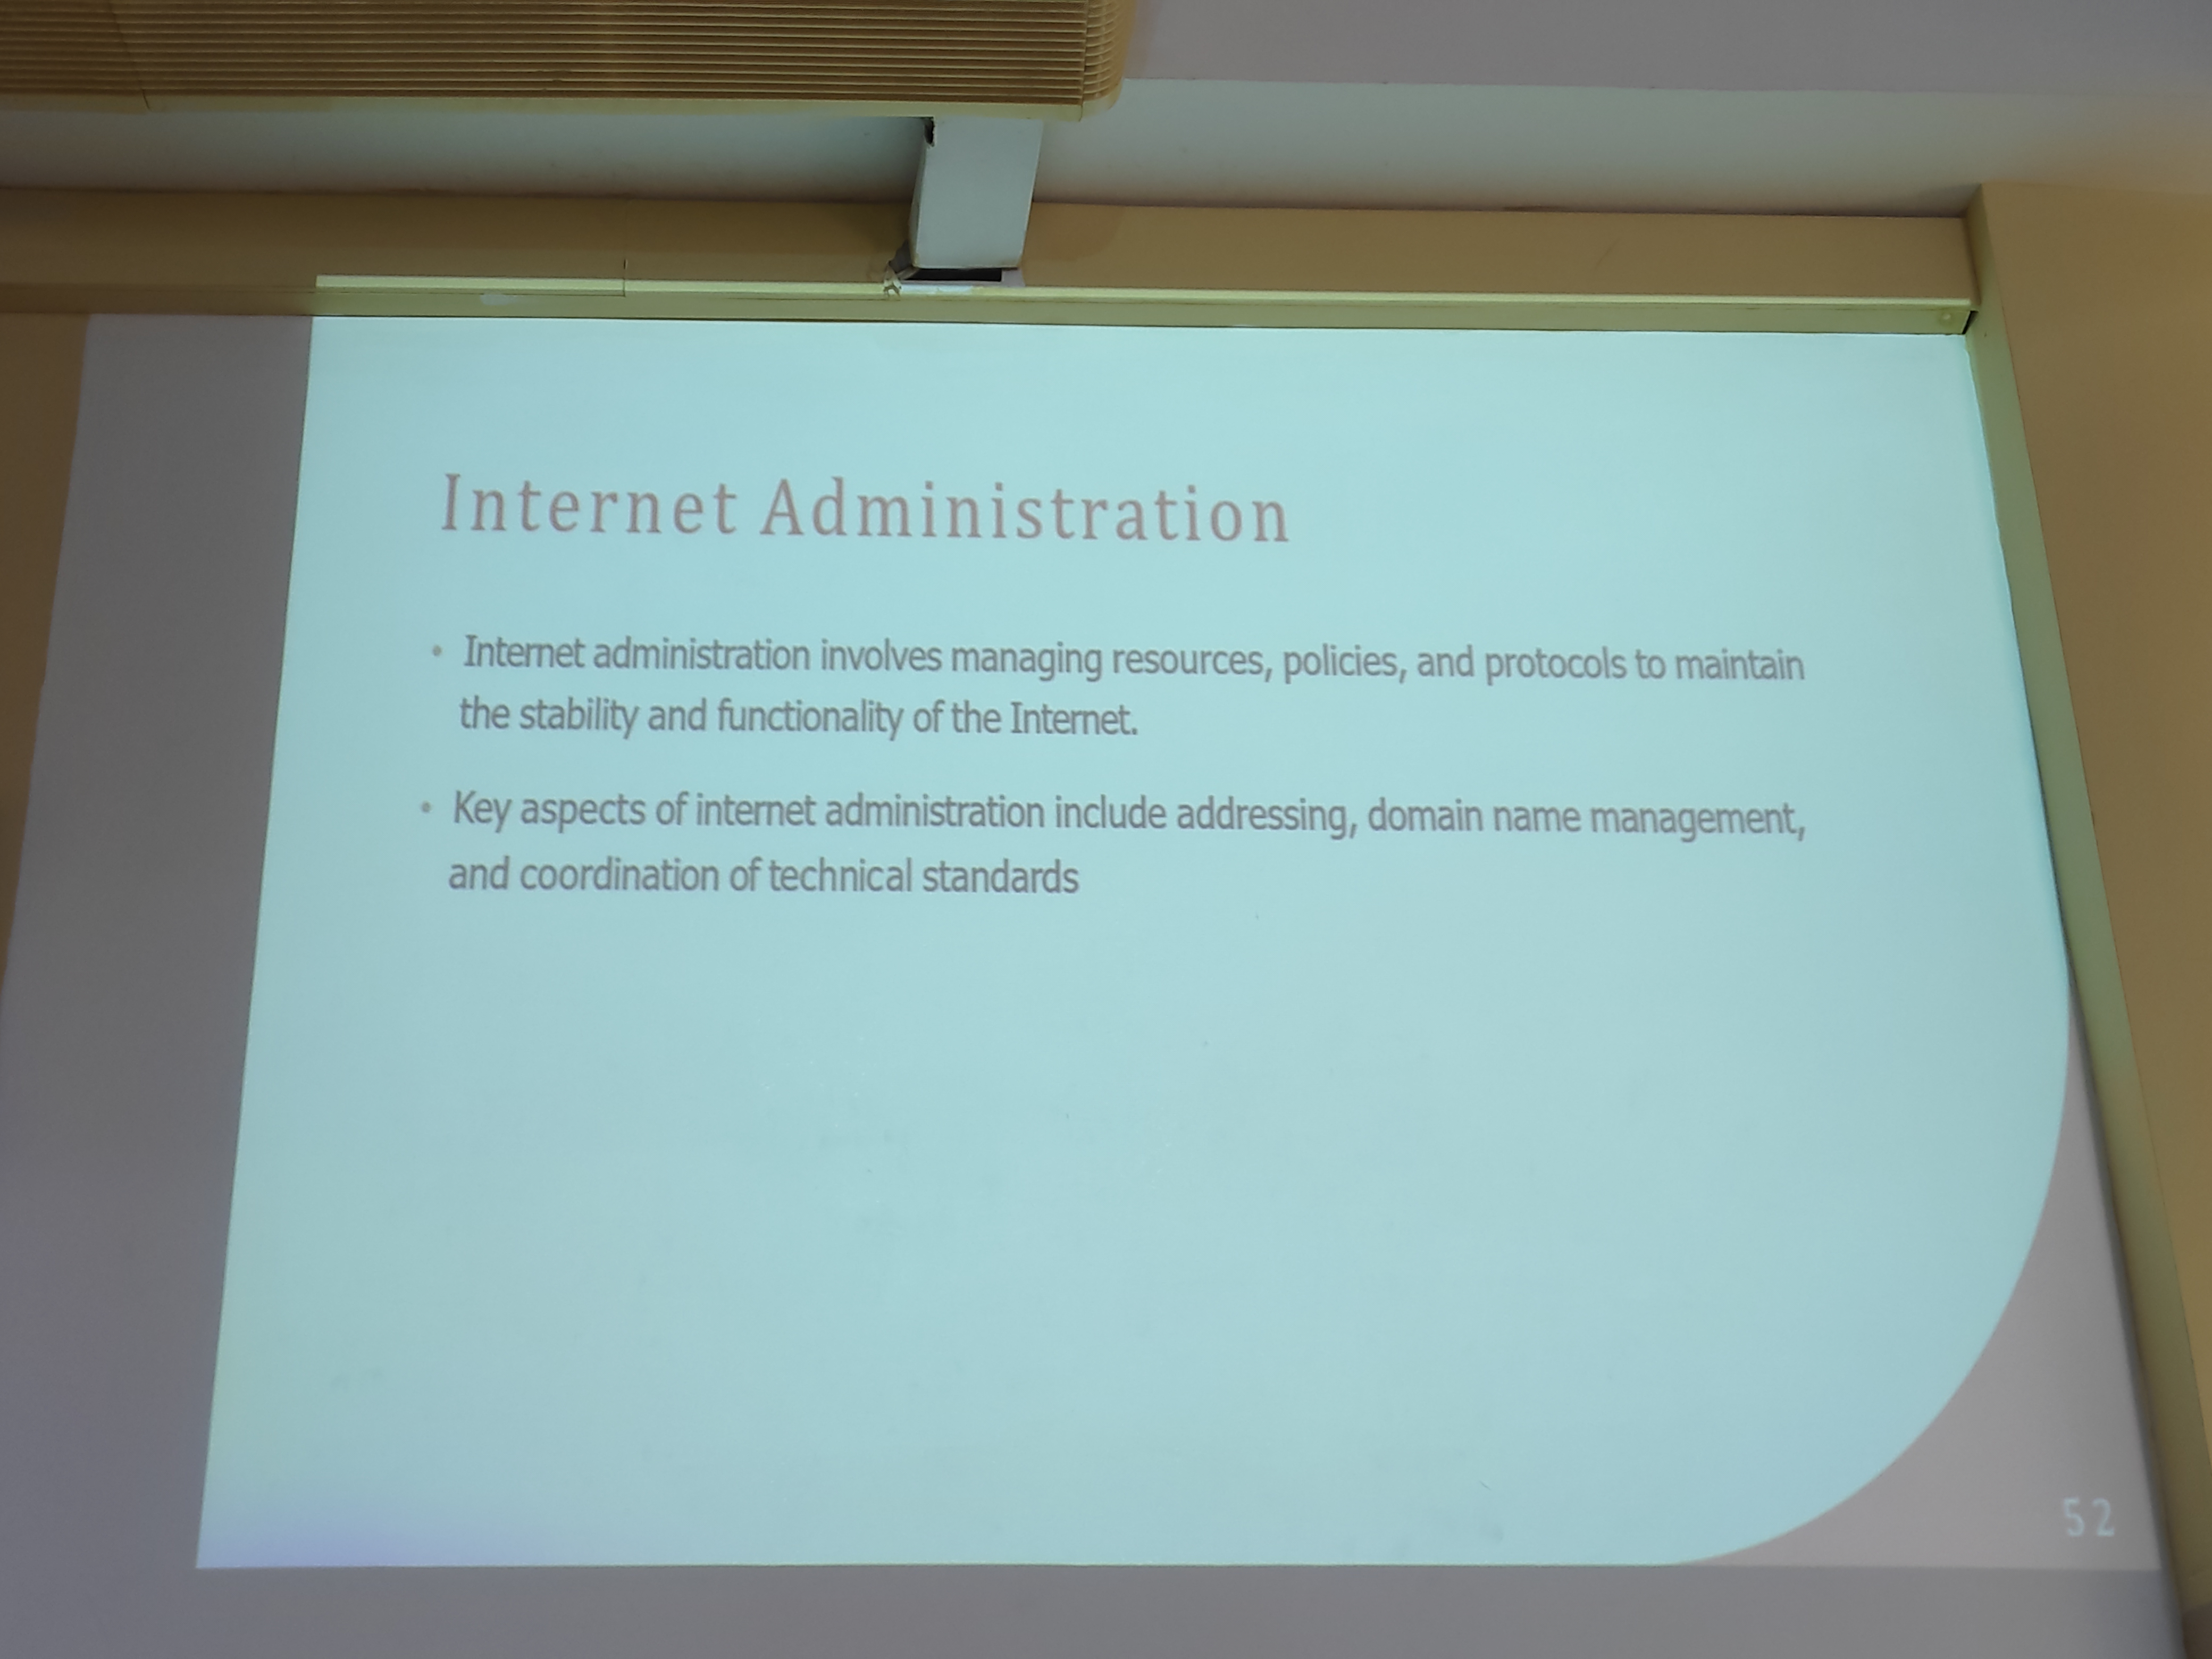 Internet Administration
• Internet administration involves managing resources, policies, and protocols to maintain
the stability and functionality of the Internet.
• Key aspects of internet administration include addressing, domain name management,
and coordination of technical standards
52